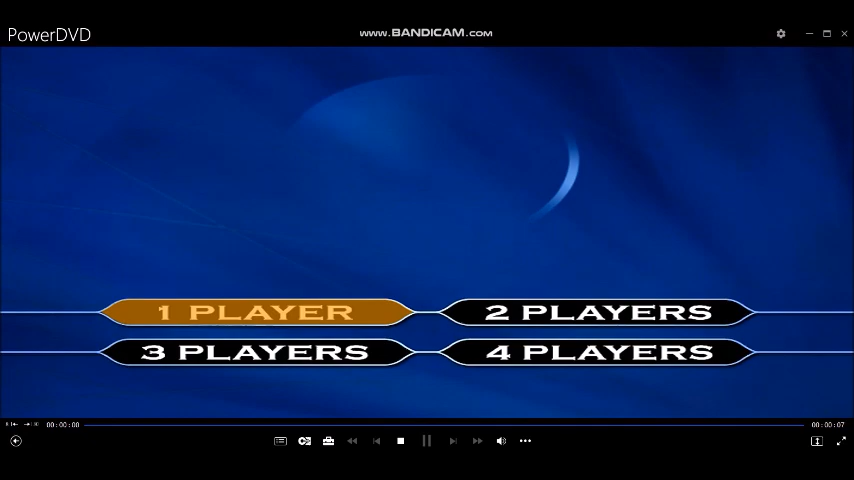 PowerDVD
www.BANDICAM.com
1 PLAYER
2 PLAYERS
3 PLAYERS
4 PLAYERS
00:00:00
00:00:07